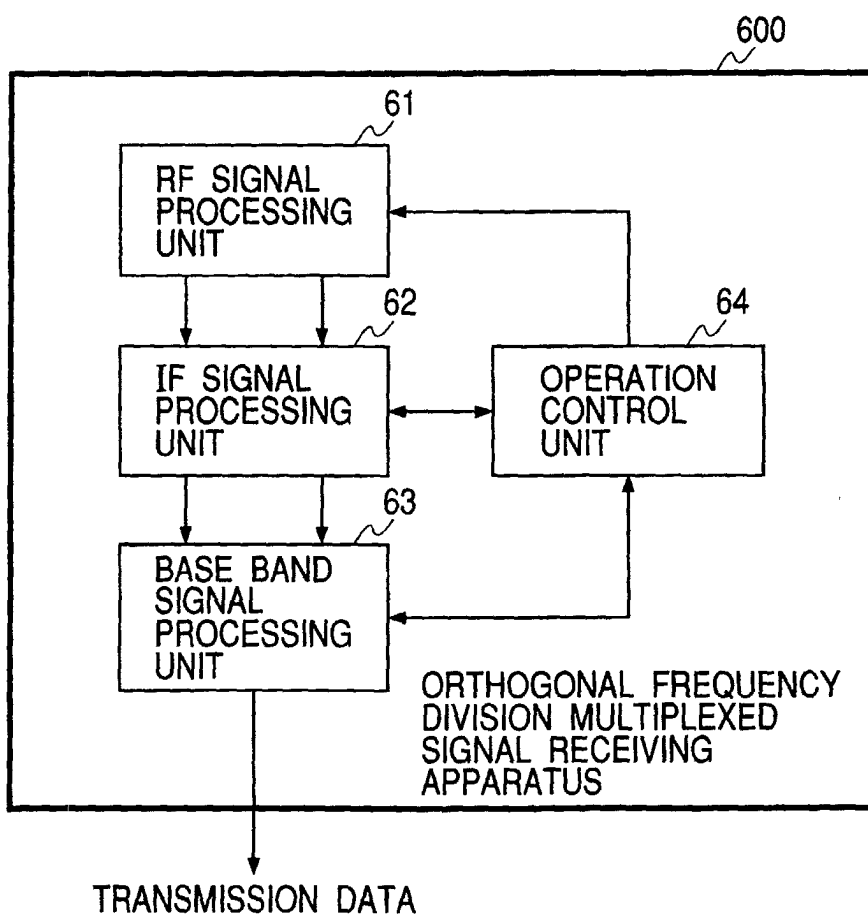 600
61
RF SIGNAL
PROCESSING
UNIT
62
IF SIGNAL
PROCESSING
UNIT
64
OPERATION
CONTROL
UNIT
63
BASE BAND
SIGNAL
PROCESSING
UNIT
ORTHOGONAL FREQUENCY
DIVISION MULTIPLEXED
SIGNAL RECEIVING
APPARATUS
TRANSMISSION DATA